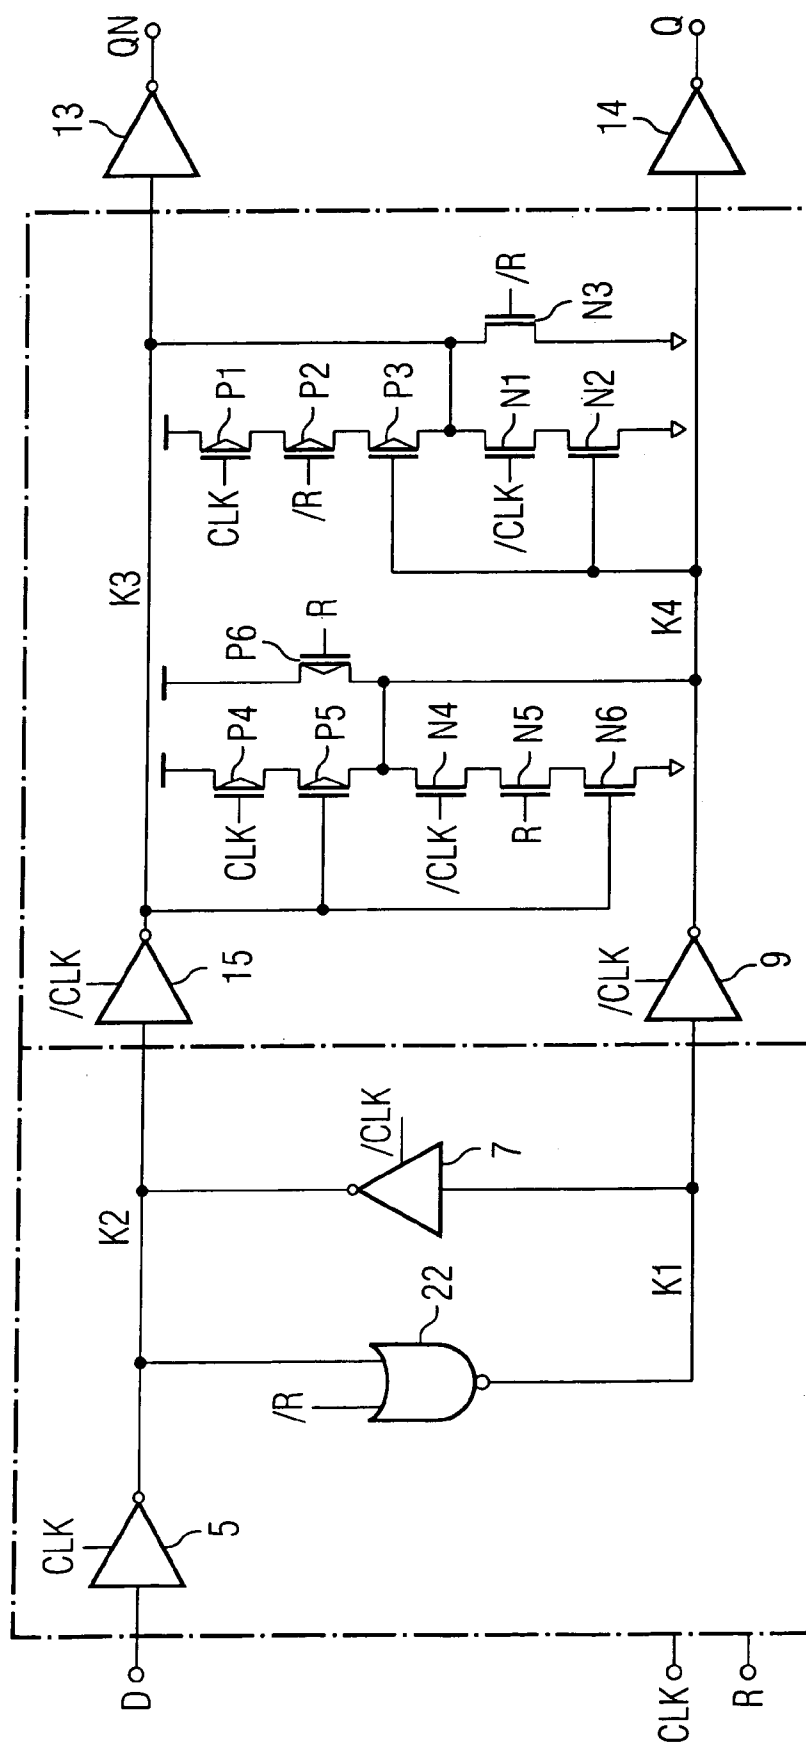 D
CLK
R
CLK
5
/R
22
K2
K1
/CLK
7
/CLK
15
/CLK
9
K3
K4
CLK
P4
P5
P6
R
/CLK
N4
R
N5
N6
CLK
P1
/R
P2
P3
/CLK
N1
N2
/R
N3
13
QN
14
Q